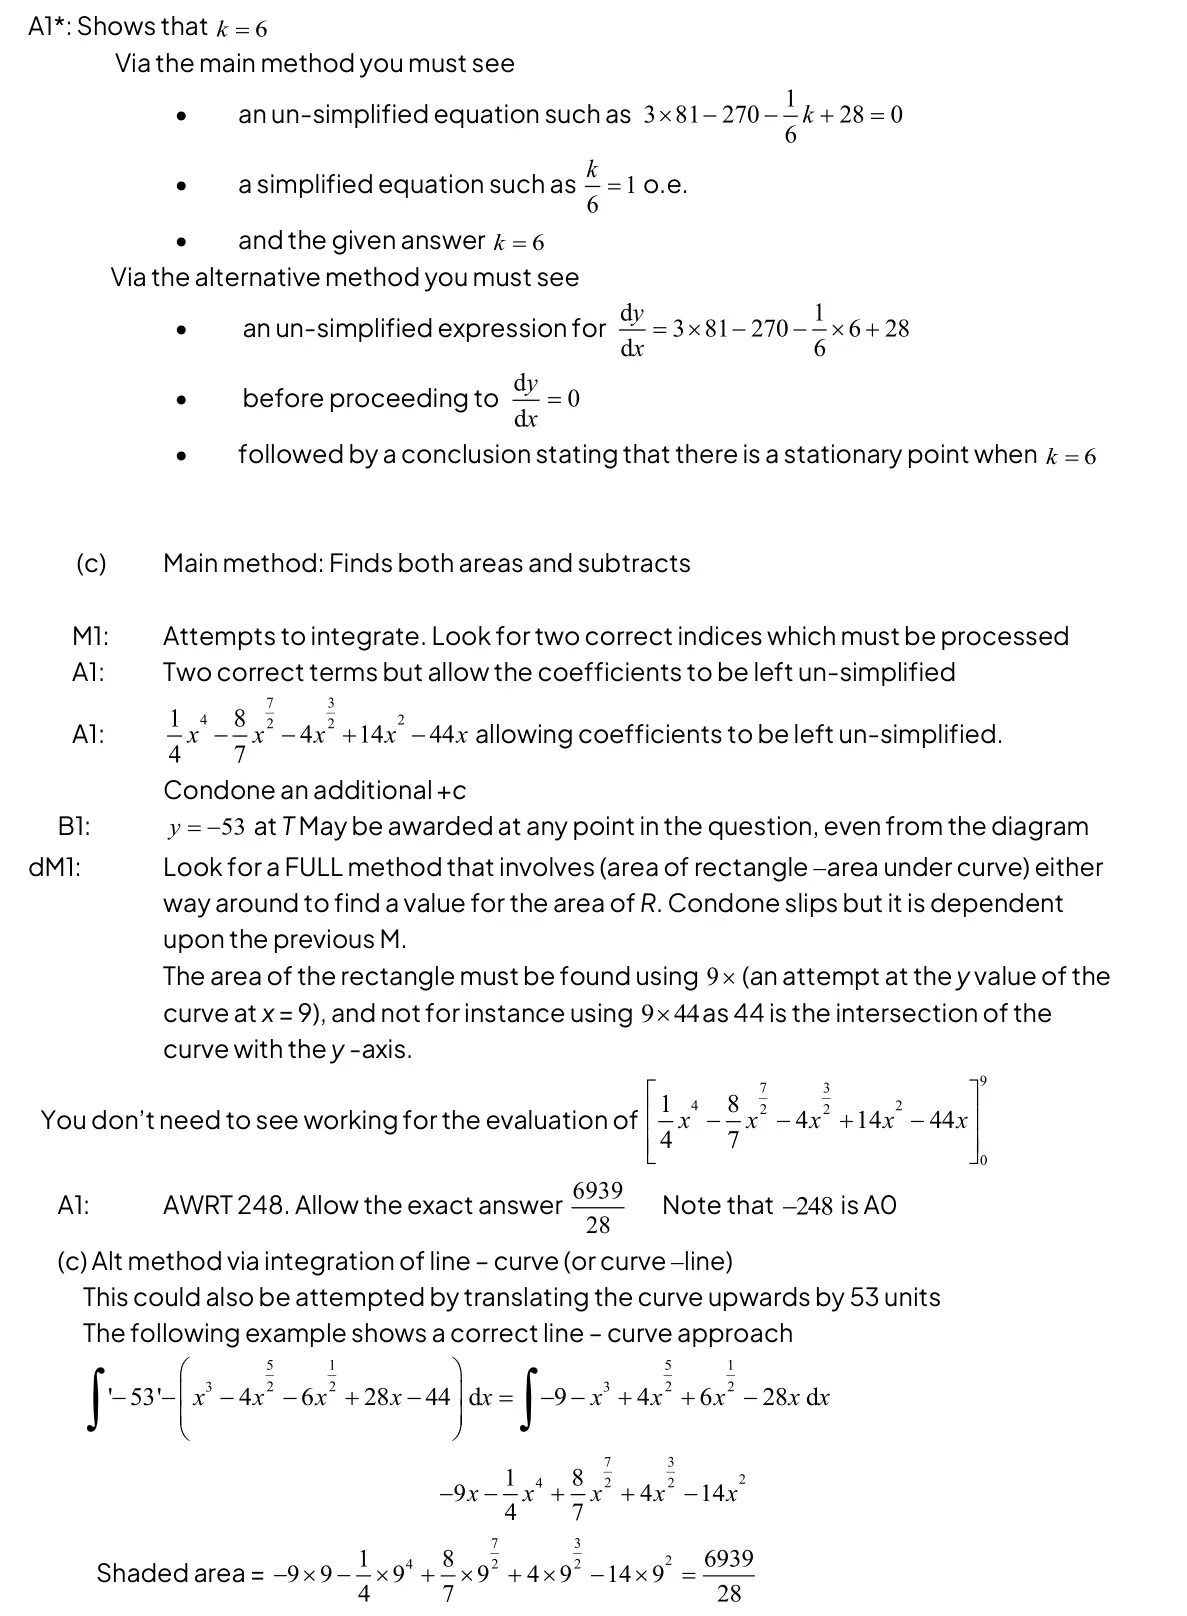 A1*: Shows that k = 6
Via the main method you must see
• an un-simplified equation such as 3×81−270−1/6 k+28 = 0
• a simplified equation such as k/6 = 1 o.e.
• and the given answer k = 6
Via the alternative method you must see
• an un-simplified expression for dy/dx = 3×81−270−1/6×6+28
• before proceeding to dy/dx = 0
• followed by a conclusion stating that there is a stationary point when k = 6
(c) Main method: Finds both areas and subtracts
M1: Attempts to integrate. Look for two correct indices which must be processed
A1: Two correct terms but allow the coefficients to be left un-simplified
A1: 1/4 x^4 − 8/7 x^(7/2) − 4x^(3/2) + 14x^2 − 44x allowing coefficients to be left un-simplified.
Condone an additional +c
B1: y = −53 at T May be awarded at any point in the question, even from the diagram
dM1: Look for a FULL method that involves (area of rectangle −area under curve) either
way around to find a value for the area of R. Condone slips but it is dependent
upon the previous M.
The area of the rectangle must be found using 9× (an attempt at the y value of the
curve at x = 9), and not for instance using 9×44 as 44 is the intersection of the
curve with the y -axis.
You don't need to see working for the evaluation of [1/4 x^4 − 8/7 x^(7/2) − 4x^(3/2) + 14x^2 − 44x]_0^9
A1: AWRT 248. Allow the exact answer 6939/28 Note that −248 is A0
(c) Alt method via integration of line – curve (or curve −line)
This could also be attempted by translating the curve upwards by 53 units
The following example shows a correct line – curve approach
∫'−53'−(x^3 − 4x^(5/2) − 6x^(1/2) + 28x − 44) dx = ∫−9 − x^3 + 4x^(5/2) + 6x^(1/2) − 28x dx
−9x − 1/4 x^4 + 8/7 x^(7/2) + 4x^(3/2) − 14x^2
Shaded area = −9×9 − 1/4×9^4 + 8/7×9^(7/2) + 4×9^(3/2) − 14×9^2 = 6939/28